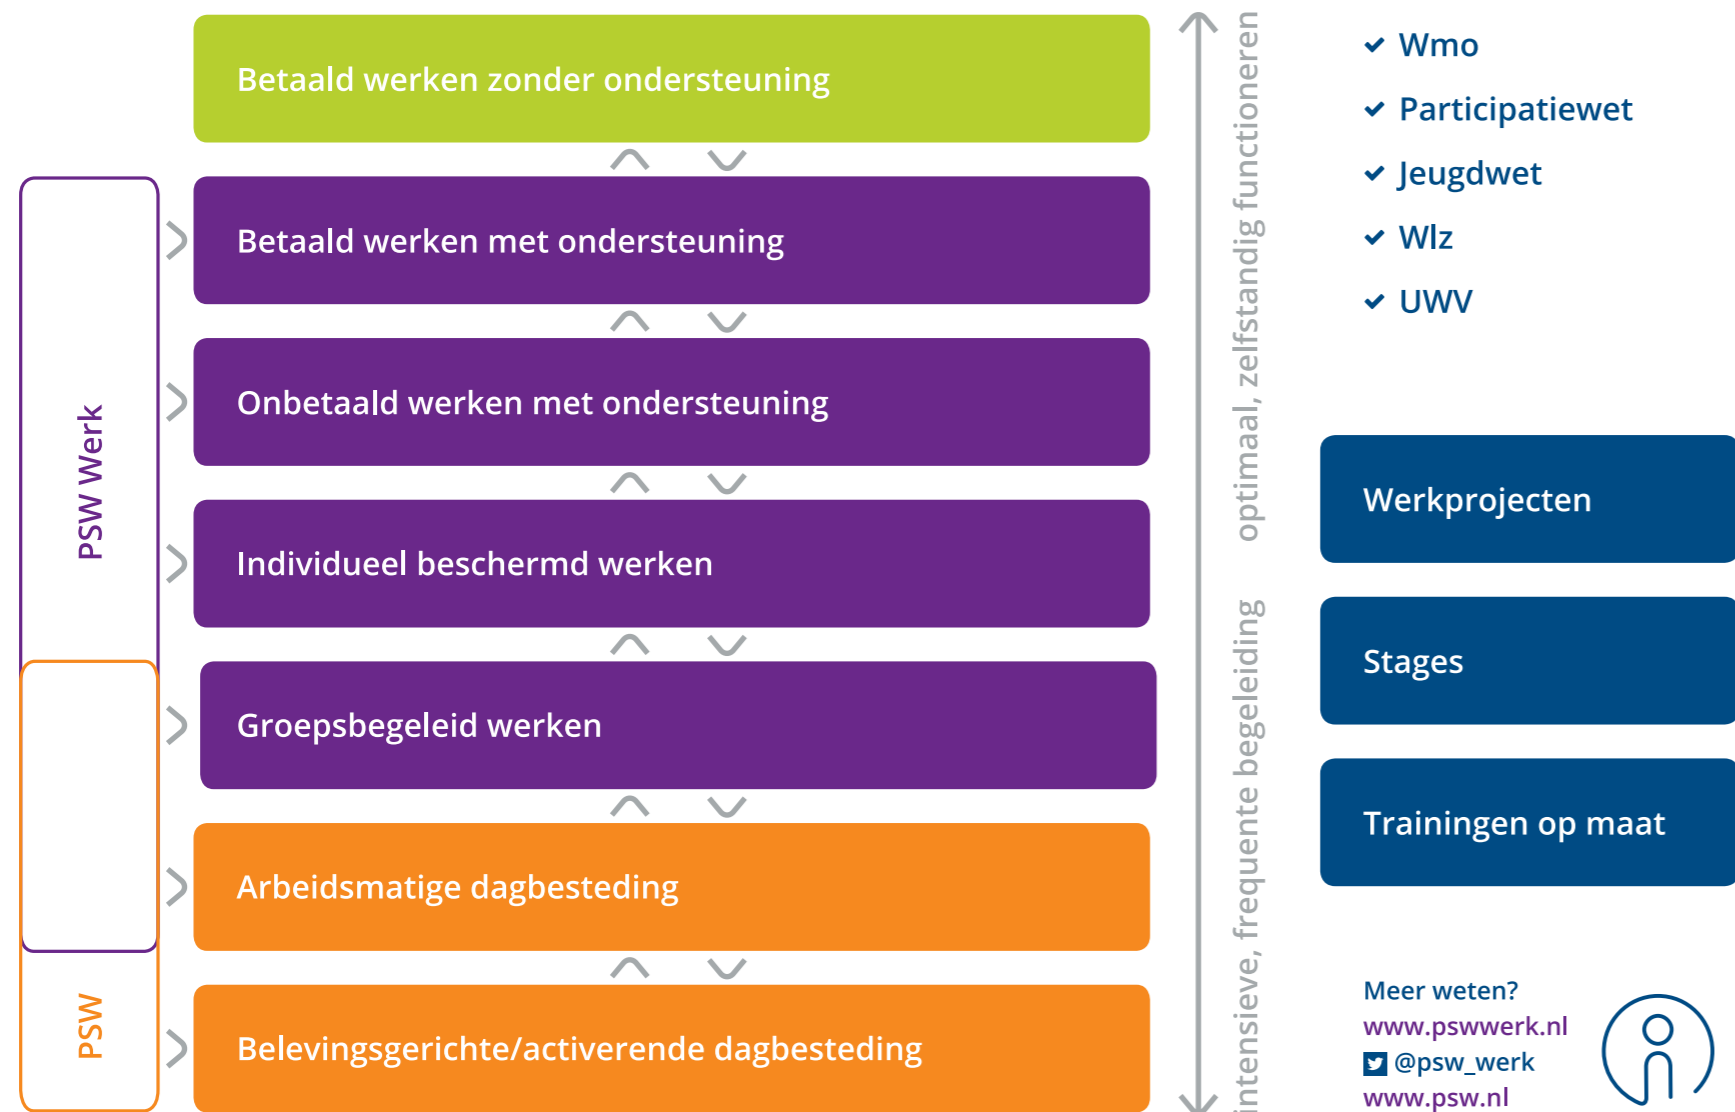 Betaald werken zonder ondersteuning
Betaald werken met ondersteuning
Onbetaald werken met ondersteuning
Individueel beschermd werken
Groepsbegeleid werken
Arbeidsmatige dagbesteding
Belevingsgerichte/activerende dagbesteding
PSW Werk
PSW
optimaal, zelfstandig functioneren
intensieve, frequente begeleiding
Wmo
Participatiewet
Jeugdwet
Wlz
UWV
Werkprojecten
Stages
Trainingen op maat
Meer weten?
www.pswwerk.nl
@psw_werk
www.psw.nl